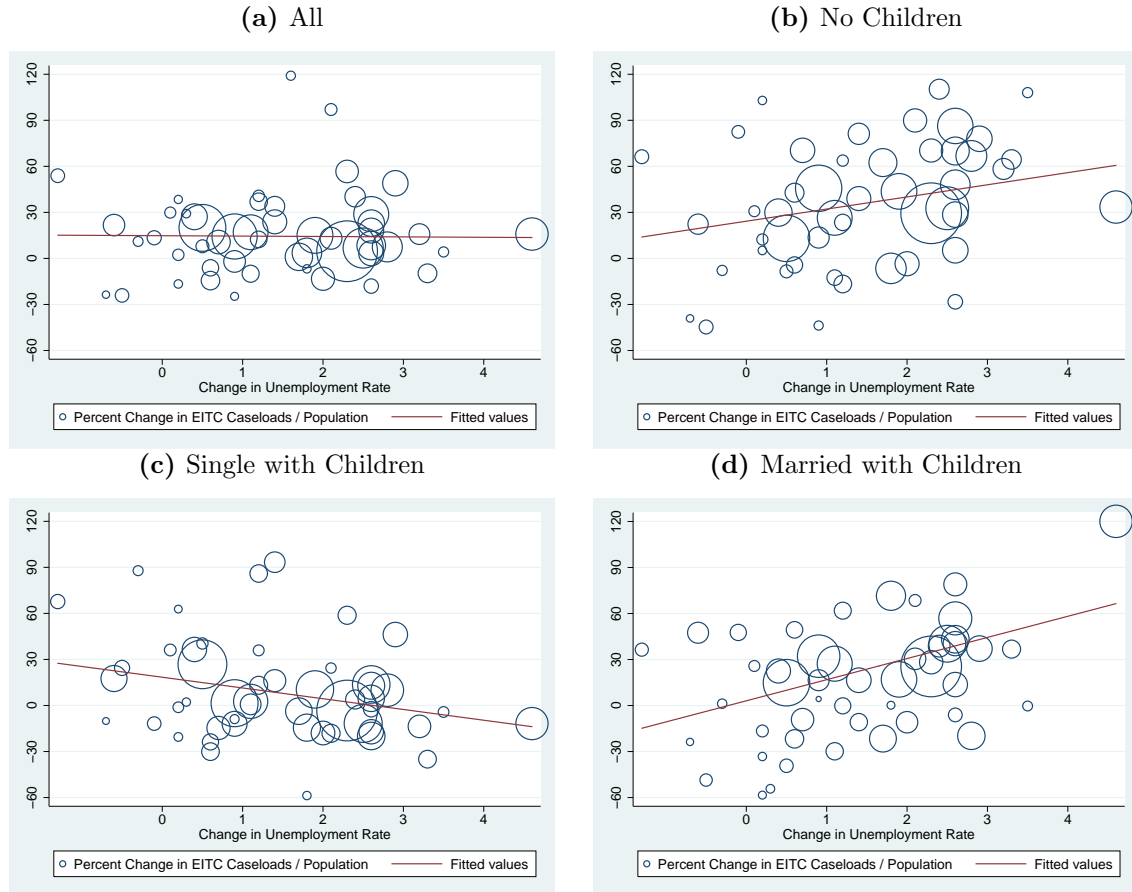 (a) All
120
90
60
30
0
−30
−60
0 1 2 3 4
Change in Unemployment Rate
Percent Change in EITC Caseloads / Population Fitted values
(b) No Children
120
90
60
30
0
−30
−60
0 1 2 3 4
Change in Unemployment Rate
Percent Change in EITC Caseloads / Population Fitted values
(c) Single with Children
120
90
60
30
0
−30
−60
0 1 2 3 4
Change in Unemployment Rate
Percent Change in EITC Caseloads / Population Fitted values
(d) Married with Children
120
90
60
30
0
−30
−60
0 1 2 3 4
Change in Unemployment Rate
Percent Change in EITC Caseloads / Population Fitted values